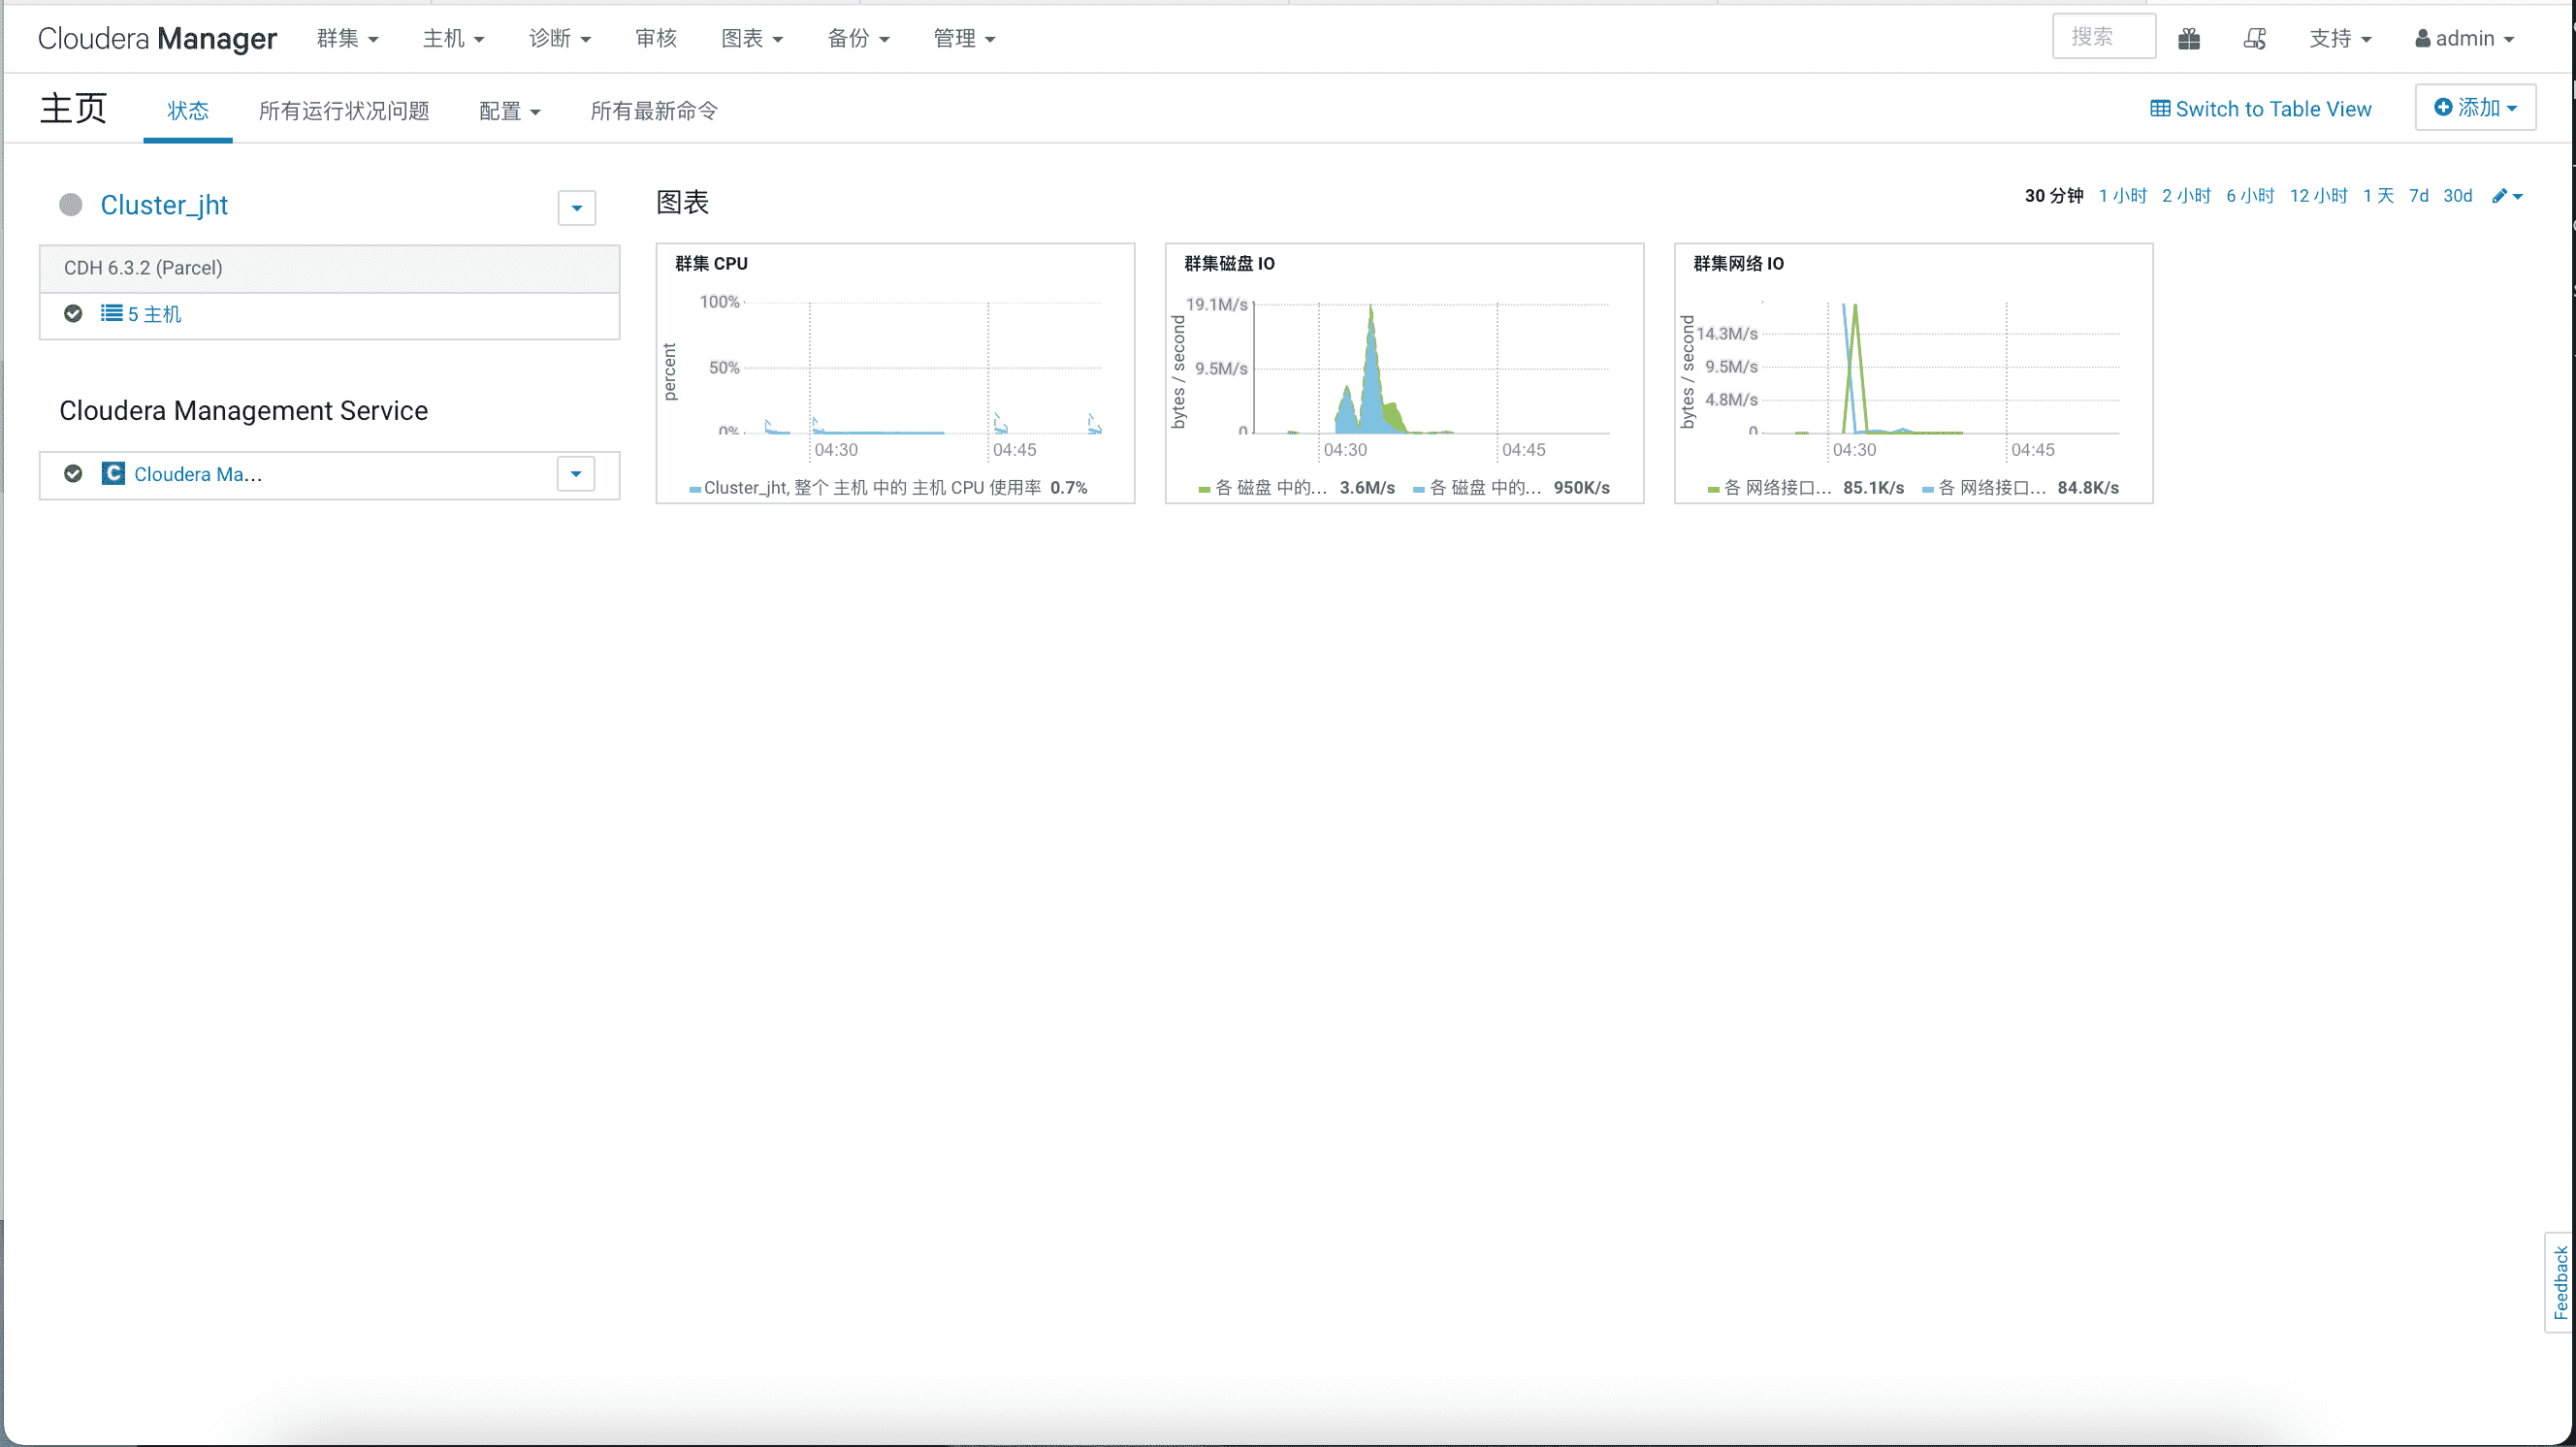 Cloudera Manager 群集 主机 诊断 审核 图表 备份 管理 搜索 支持 admin
主页 状态 所有运行状况问题 配置 所有最新命令 Switch to Table View 添加
Cluster_jht
CDH 6.3.2 (Parcel)
5 主机
Cloudera Management Service
C Cloudera Ma...
图表 30 分钟 1 小时 2 小时 6 小时 12 小时 1 天 7d 30d
群集 CPU
percent
100%
50%
0%
04:30 04:45
Cluster_jht, 整个 主机 中的 主机 CPU 使用率 0.7%
群集磁盘 IO
bytes / second
19.1M/s
9.5M/s
0
04:30 04:45
各 磁盘 中的... 3.6M/s 各 磁盘 中的... 950K/s
群集网络 IO
bytes / second
14.3M/s
9.5M/s
4.8M/s
0
04:30 04:45
各 网络接口... 85.1K/s 各 网络接口... 84.8K/s
Feedback